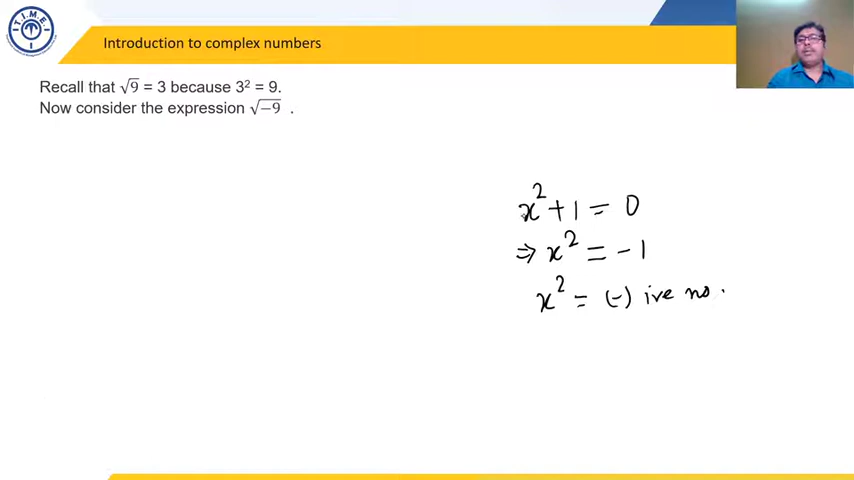 T.I.M.E.
Introduction to complex numbers
Recall that √9 = 3 because 3² = 9.
Now consider the expression √−9 .
x² + 1 = 0
⇒ x² = −1
x² = (−) ive no.